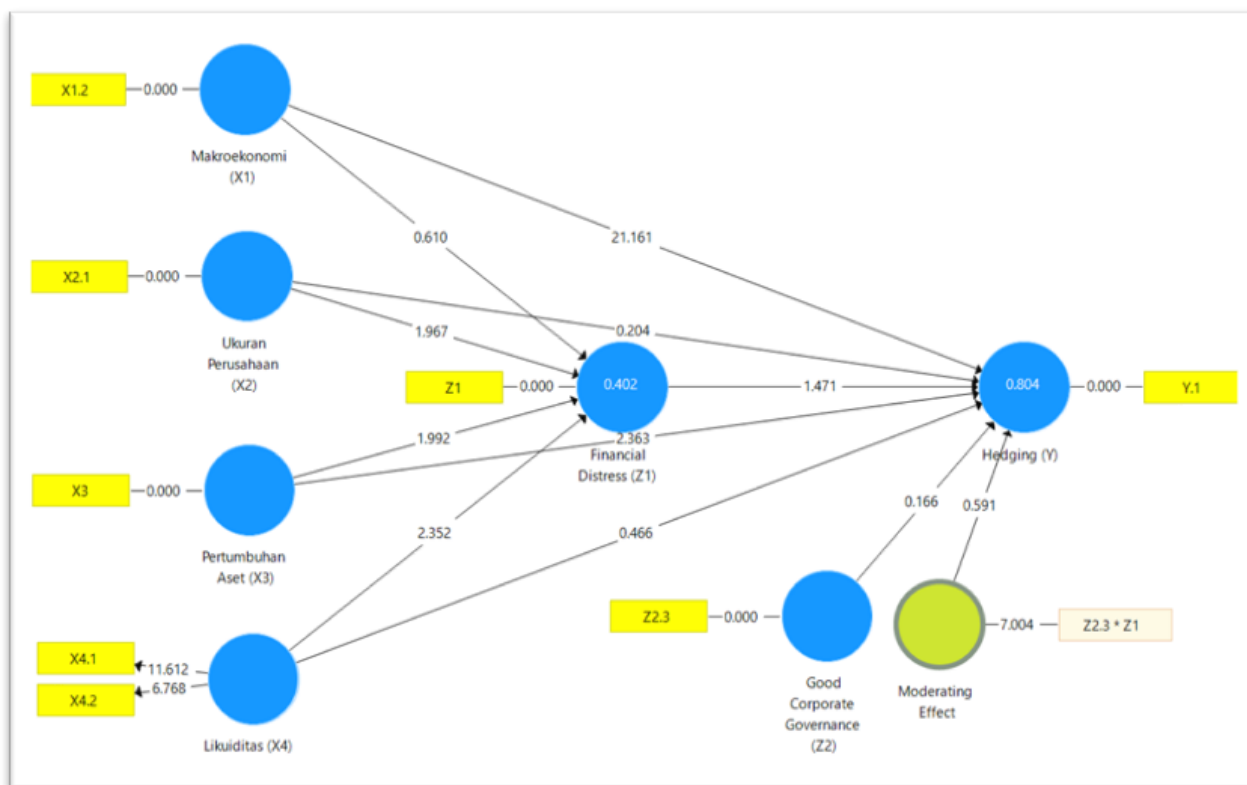 X1.2
0.000
Makroekonomi
(X1)
0.610
21.161
X2.1
0.000
Ukuran
Perusahaan
(X2)
1.967
0.204
Z1
0.000
0.402
1.471
0.804
0.000
Y.1
Financial
Distress (Z1)
Hedging (Y)
X3
0.000
Pertumbuhan
Aset (X3)
1.992
2.363
2.352
0.466
0.166
0.591
X4.1
11.612
X4.2
6.768
Likuiditas (X4)
Z2.3
0.000
Good
Corporate
Governance
(Z2)
Moderating
Effect
7.004
Z2.3 * Z1